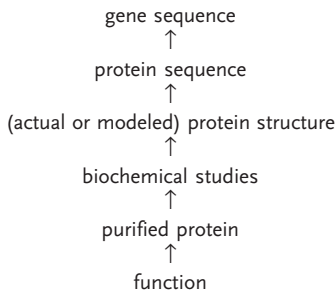 gene sequence
↑
protein sequence
↑
(actual or modeled) protein structure
↑
biochemical studies
↑
purified protein
↑
function